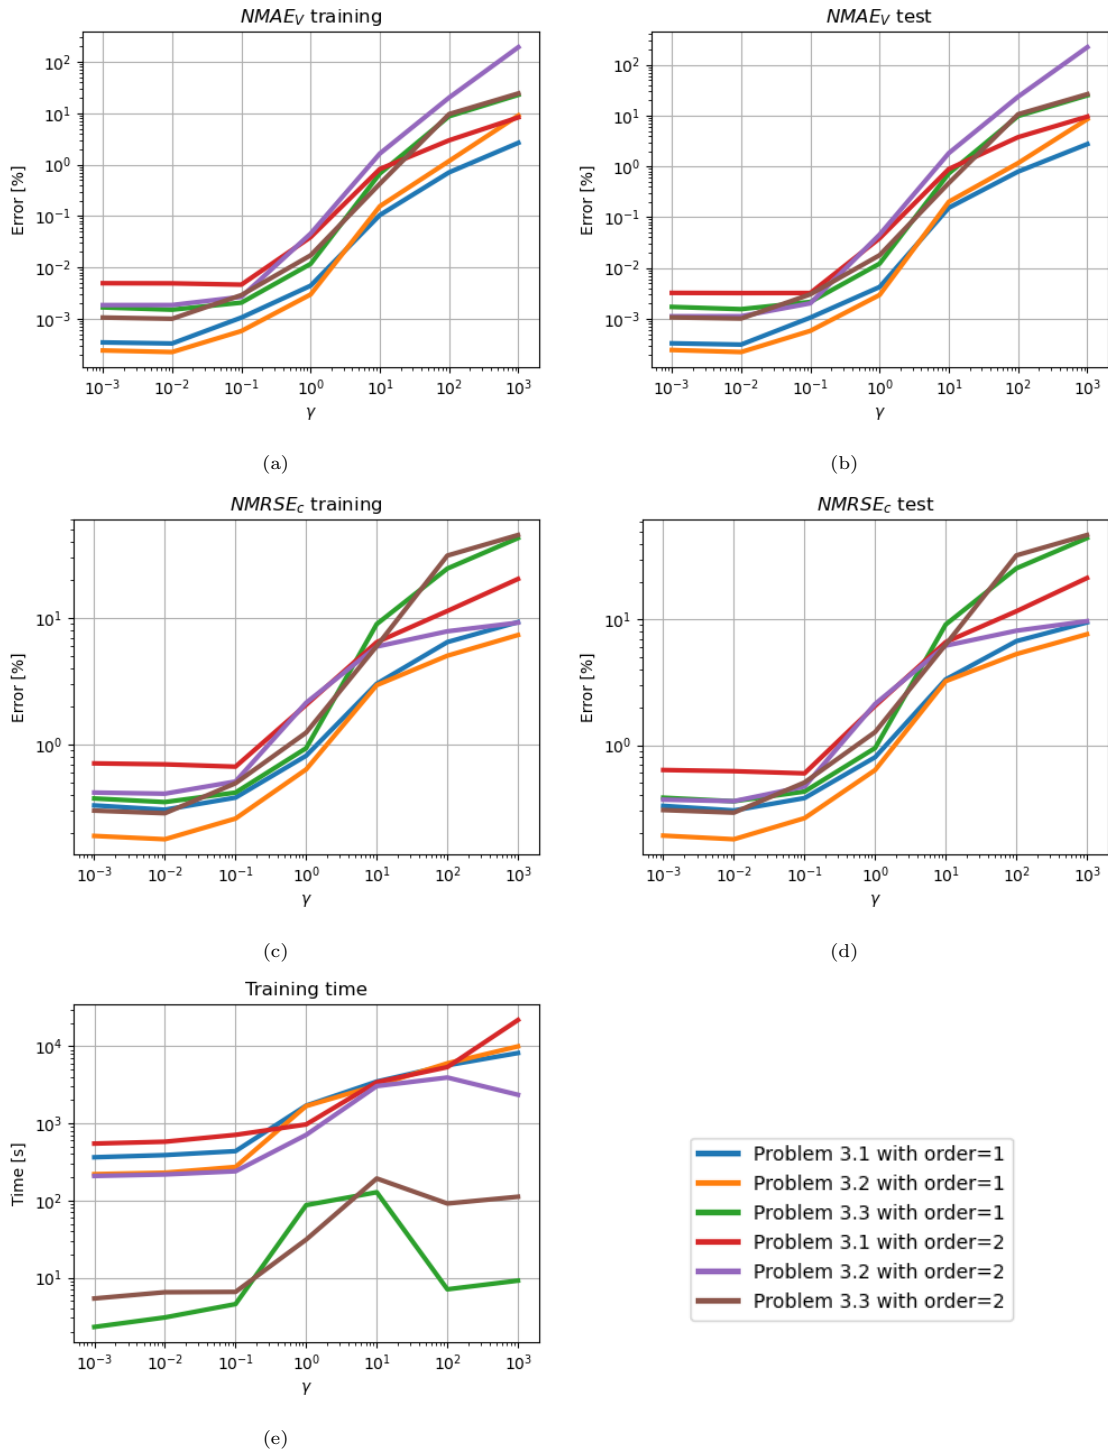 NMAE_V training
Error [%]
10^2
10^1
10^0
10^−1
10^−2
10^−3
10^−3 10^−2 10^−1 10^0 10^1 10^2 10^3
γ
(a)
NMAE_V test
Error [%]
10^2
10^1
10^0
10^−1
10^−2
10^−3
10^−3 10^−2 10^−1 10^0 10^1 10^2 10^3
γ
(b)
NMRSE_c training
Error [%]
10^1
10^0
10^−3 10^−2 10^−1 10^0 10^1 10^2 10^3
γ
(c)
NMRSE_c test
Error [%]
10^1
10^0
10^−3 10^−2 10^−1 10^0 10^1 10^2 10^3
γ
(d)
Training time
Time [s]
10^4
10^3
10^2
10^1
10^−3 10^−2 10^−1 10^0 10^1 10^2 10^3
γ
(e)
Problem 3.1 with order=1
Problem 3.2 with order=1
Problem 3.3 with order=1
Problem 3.1 with order=2
Problem 3.2 with order=2
Problem 3.3 with order=2